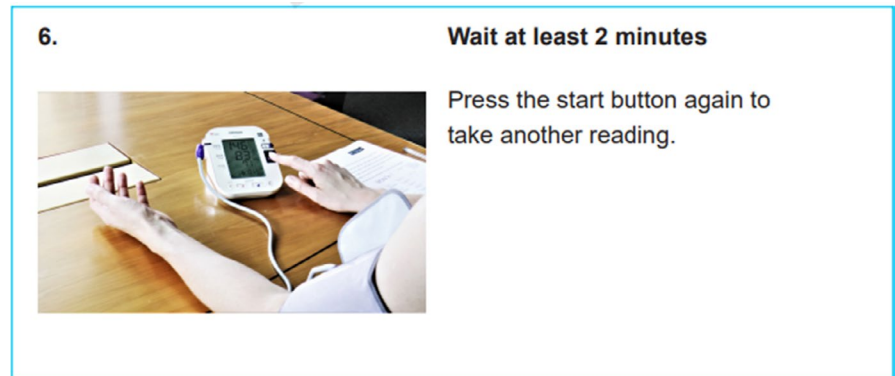 6.
Wait at least 2 minutes
Press the start button again to
take another reading.